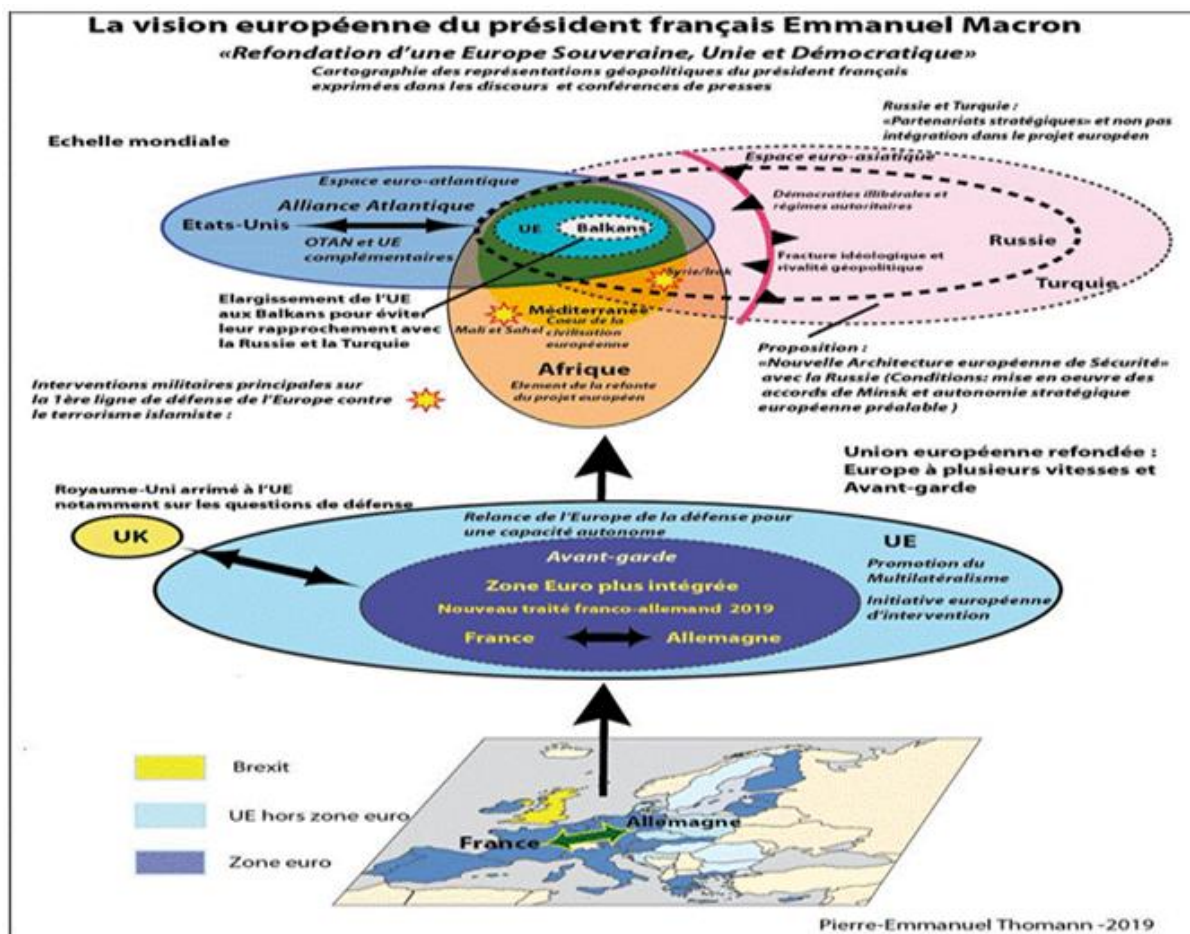 La vision européenne du président français Emmanuel Macron
«Refondation d'une Europe Souveraine, Unie et Démocratique»
Cartographie des représentations géopolitiques du président français
exprimées dans les discours et conférences de presses
Russie et Turquie :
«Partenariats stratégiques» et non pas
intégration dans le projet européen
Echelle mondiale
Espace euro-asiatique
Espace euro-atlantique
Démocraties illibérales et
régimes autoritaires
Alliance Atlantique
Etats-Unis
UE
Balkans
Russie
OTAN et UE
complémentaires
Fracture idéologique et
rivalité géopolitique
Syrie/Irak
Turquie
Elargissement de l'UE
aux Balkans pour éviter
leur rapprochement avec
la Russie et la Turquie
Méditerranée
Coeur de la
civilisation
européenne
Mali et Sahel
Proposition :
«Nouvelle Architecture européenne de Sécurité»
avec la Russie (Conditions: mise en oeuvre des
accords de Minsk et autonomie stratégique
européenne préalable )
Afrique
Element de la refonte
du projet européen
Interventions militaires principales sur
la 1ère ligne de défense de l'Europe contre
le terrorisme islamiste :
Union européenne refondée :
Europe à plusieurs vitesses et
Avant-garde
Royaume-Uni arrimé à l'UE
notamment sur les questions de défense
UK
Relance de l'Europe de la défense pour
une capacité autonome
UE
Promotion du
Multilatéralisme
Initiative européenne
d'intervention
Avant-garde
Zone Euro plus intégrée
Nouveau traité franco-allemand 2019
France
Allemagne
Brexit
UE hors zone euro
Zone euro
France
Allemagne
Pierre-Emmanuel Thomann -2019